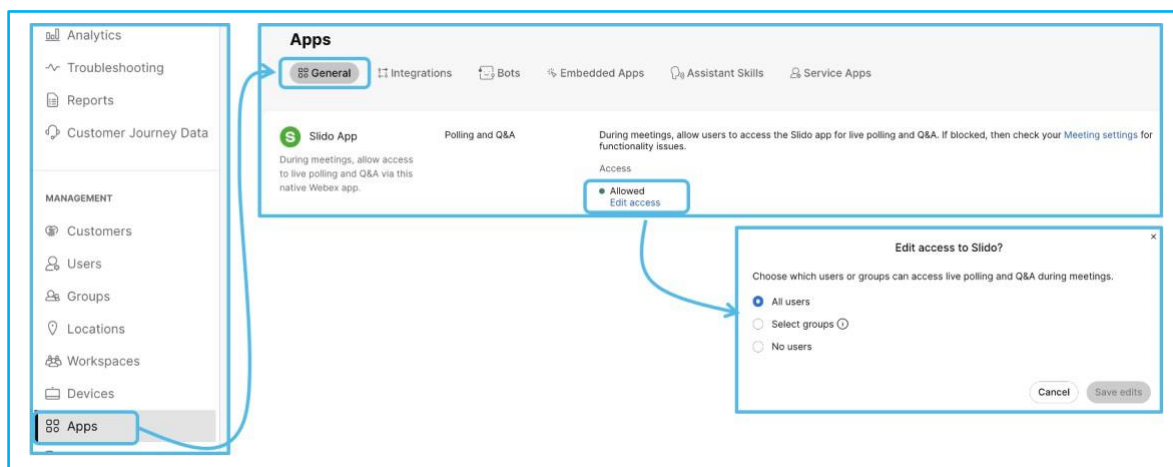 Analytics
Troubleshooting
Reports
Customer Journey Data
MANAGEMENT
Customers
Users
Groups
Locations
Workspaces
Devices
Apps
Apps
General
Integrations
Bots
Embedded Apps
Assistant Skills
Service Apps
S
Slido App
During meetings, allow access
to live polling and Q&A via this
native Webex app.
Polling and Q&A
During meetings, allow users to access the Slido app for live polling and Q&A. If blocked, then check your Meeting settings for
functionality issues.
Access
Allowed
Edit access
Edit access to Slido?
Choose which users or groups can access live polling and Q&A during meetings.
All users
Select groups
No users
Cancel
Save edits